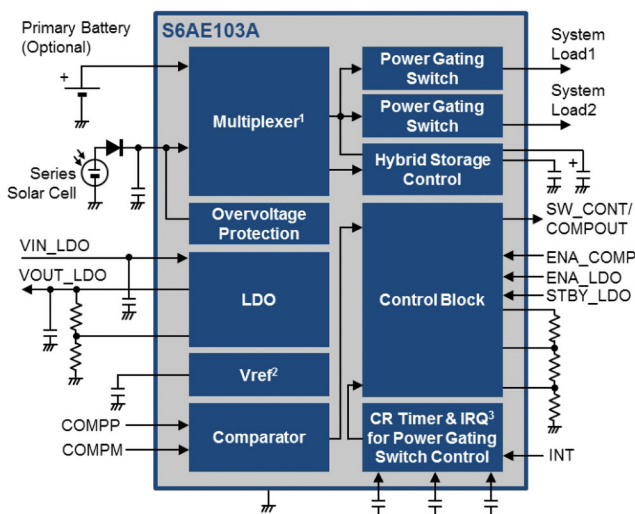 S6AE103A
Primary Battery
(Optional)
+
Series
Solar Cell
Multiplexer1
Power Gating
Switch
System
Load1
Power Gating
Switch
System
Load2
Hybrid Storage
Control
+
Overvoltage
Protection
VIN_LDO
VOUT_LDO
LDO
Control Block
SW_CONT/
COMPOUT
ENA_COMP
ENA_LDO
STBY_LDO
Vref2
COMPP
COMPM
Comparator
CR Timer & IRQ3
for Power Gating
Switch Control
INT